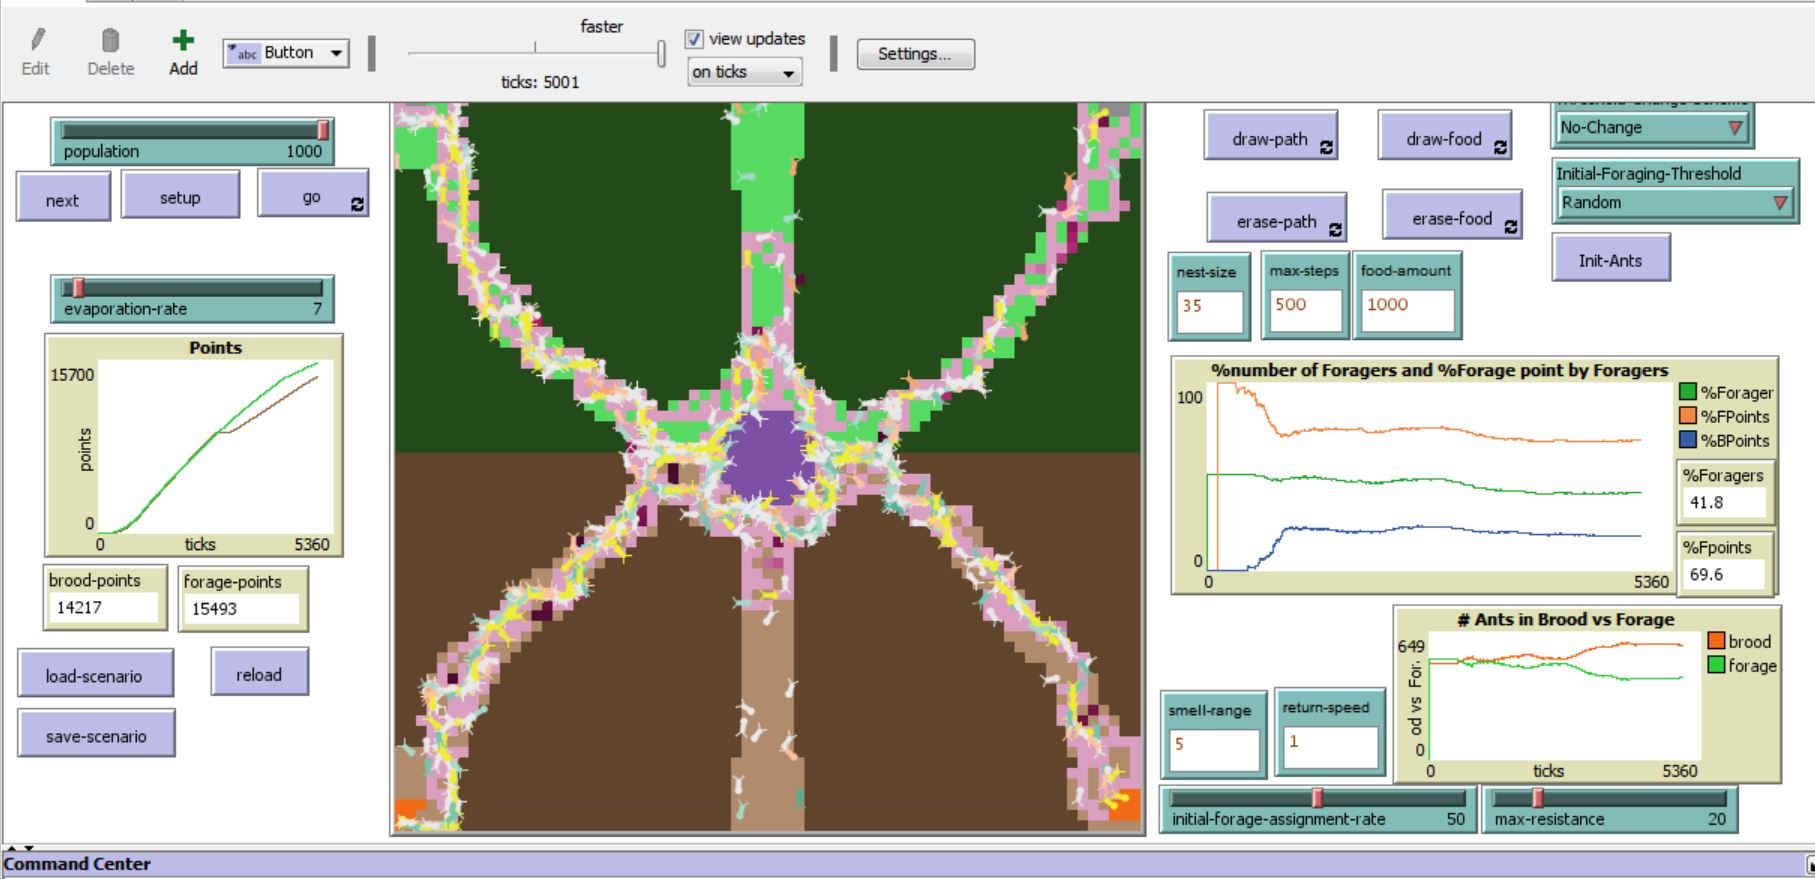 faster
view updates
Edit
Delete
Add
abc Button
on ticks
Settings...
ticks: 5001
population 1000
next
setup
go
evaporation-rate 7
Points
15700
points
0
0 ticks 5360
brood-points
14217
forage-points
15493
load-scenario
reload
save-scenario
draw-path
draw-food
No-Change
erase-path
erase-food
Initial-Foraging-Threshold
Random
Init-Ants
nest-size
35
max-steps
500
food-amount
1000
%number of Foragers and %Forage point by Foragers
100
0
0
5360
%Forager
%FPoints
%BPoints
%Foragers
41.8
%Fpoints
69.6
# Ants in Brood vs Forage
649
od vs For.
0
0 ticks 5360
brood
forage
smell-range
5
return-speed
1
initial-forage-assignment-rate 50
max-resistance 20
Command Center